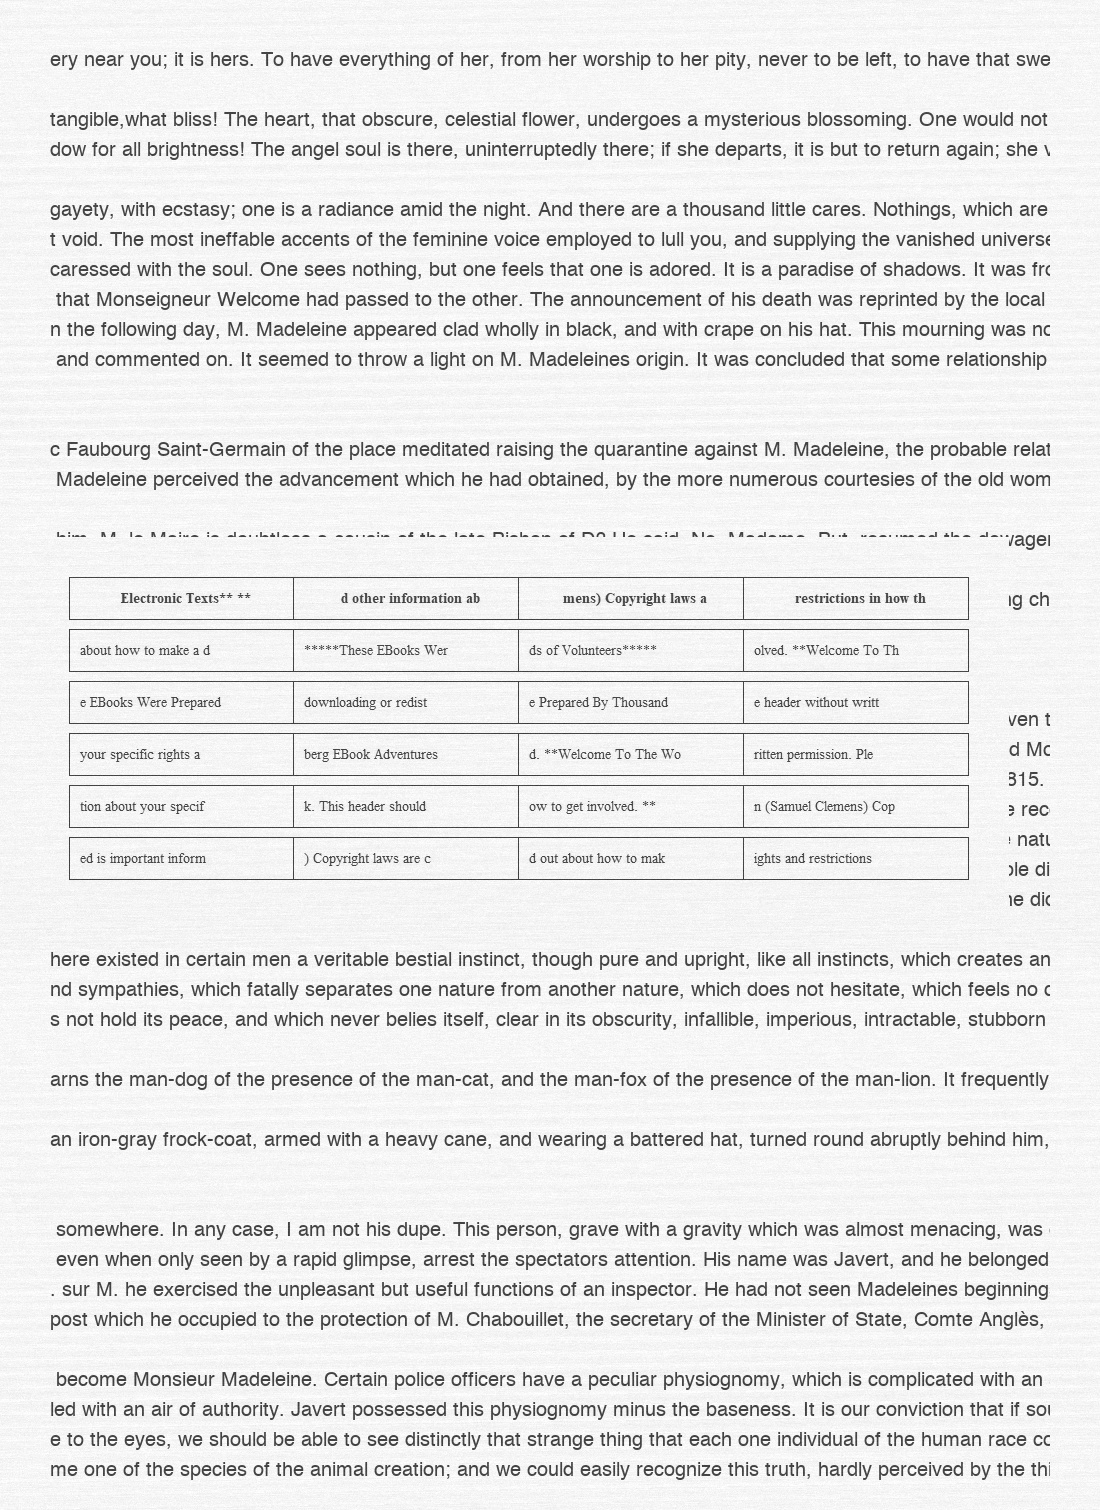 ery near you; it is hers. To have everything of her, from her worship to her pity, never to be left, to have that swe
tangible,what bliss! The heart, that obscure, celestial flower, undergoes a mysterious blossoming. One would not
dow for all brightness! The angel soul is there, uninterruptedly there; if she departs, it is but to return again; she
gayety, with ecstasy; one is a radiance amid the night. And there are a thousand little cares. Nothings, which are
t void. The most ineffable accents of the feminine voice employed to lull you, and supplying the vanished universe
caressed with the soul. One sees nothing, but one feels that one is adored. It is a paradise of shadows. It was
that Monseigneur Welcome had passed to the other. The announcement of his death was reprinted by the local
n the following day, M. Madeleine appeared clad wholly in black, and with crape on his hat. This mourning was
and commented on. It seemed to throw a light on M. Madeleines origin. It was concluded that some relationship
c Faubourg Saint-Germain of the place meditated raising the quarantine against M. Madeleine, the probable relat
Madeleine perceived the advancement which he had obtained, by the more numerous courtesies of the old wom
him. M. le Maire is doubtless a cousin of the late Bishop of D? He said, No, Madame. But, resumed the dowager
ng ch
Electronic Texts** ** d other information ab mens) Copyright laws a restrictions in how th
about how to make a d *****These EBooks Wer ds of Volunteers***** olved. **Welcome To Th
e EBooks Were Prepared downloading or redist e Prepared By Thousand e header without writt
ven t
your specific rights a berg EBook Adventures d. **Welcome To The Wo ritten permission. Ple
d Mo
815.
tion about your specif k. This header should ow to get involved. ** n (Samuel Clemens) Cop
e rec
natu
ed is important inform ) Copyright laws are c d out about how to mak ights and restrictions
ble di
he did
here existed in certain men a veritable bestial instinct, though pure and upright, like all instincts, which creates an
nd sympathies, which fatally separates one nature from another nature, which does not hesitate, which feels no
s not hold its peace, and which never belies itself, clear in its obscurity, infallible, imperious, intractable, stubborn
arns the man-dog of the presence of the man-cat, and the man-fox of the presence of the man-lion. It frequently
an iron-gray frock-coat, armed with a heavy cane, and wearing a battered hat, turned round abruptly behind him,
somewhere. In any case, I am not his dupe. This person, grave with a gravity which was almost menacing, was
even when only seen by a rapid glimpse, arrest the spectators attention. His name was Javert, and he belonged
. sur M. he exercised the unpleasant but useful functions of an inspector. He had not seen Madeleines beginning
post which he occupied to the protection of M. Chabouillet, the secretary of the Minister of State, Comte Anglès,
become Monsieur Madeleine. Certain police officers have a peculiar physiognomy, which is complicated with an
led with an air of authority. Javert possessed this physiognomy minus the baseness. It is our conviction that if sou
e to the eyes, we should be able to see distinctly that strange thing that each one individual of the human race co
me one of the species of the animal creation; and we could easily recognize this truth, hardly perceived by the thi